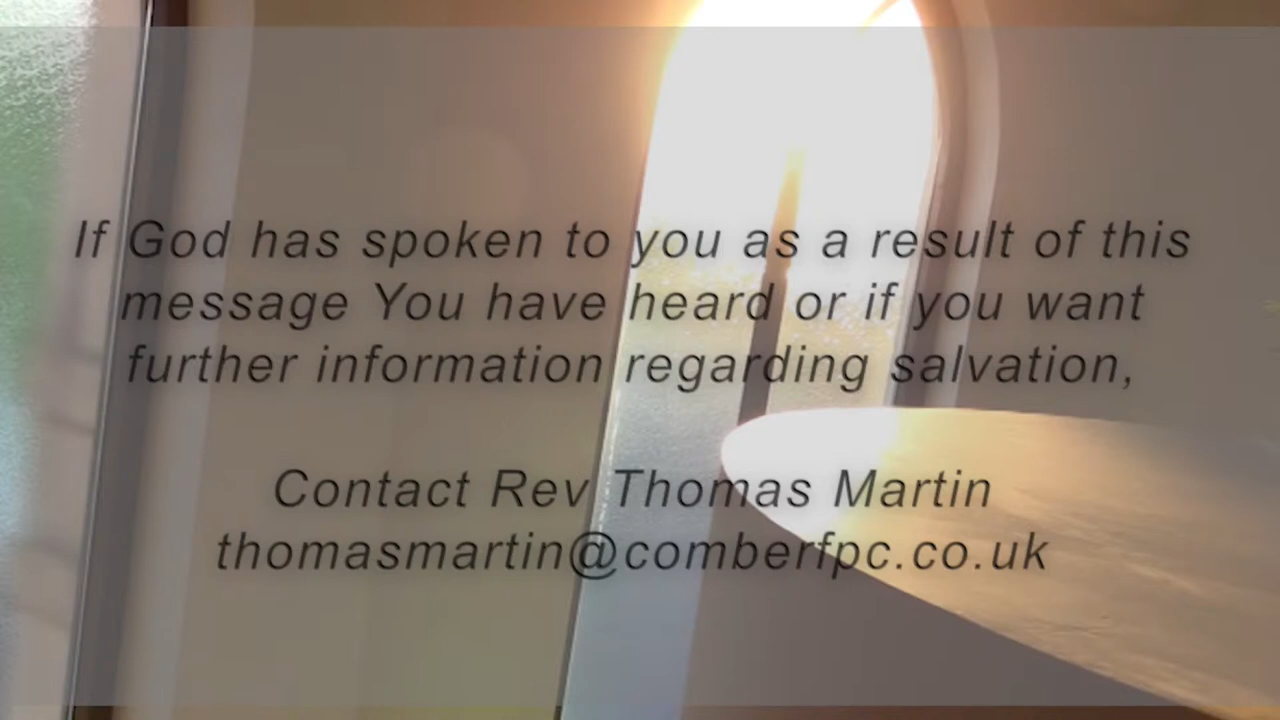 If God has spoken to you as a result of this
message You have heard or if you want
further information regarding salvation,
Contact Rev Thomas Martin
thomasmartin@comberfpc.co.uk